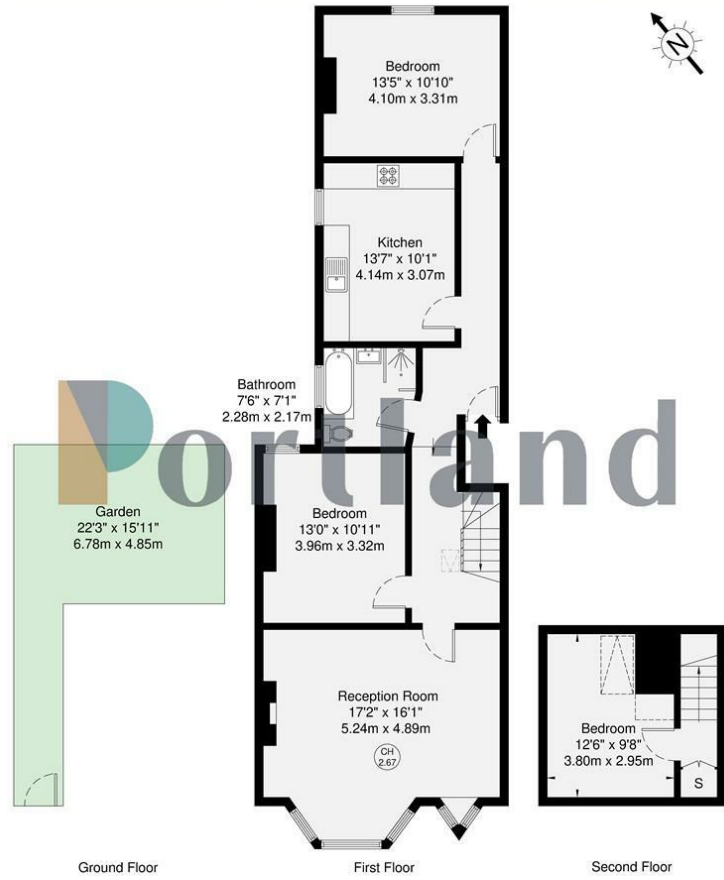 N
Bedroom
13'5" x 10'10"
4.10m x 3.31m
Kitchen
13'7" x 10'1"
4.14m x 3.07m
Bathroom
7'6" x 7'1"
2.28m x 2.17m
Portland
Garden
22'3" x 15'11"
6.78m x 4.85m
Bedroom
13'0" x 10'11"
3.96m x 3.32m
Reception Room
17'2" x 16'1"
5.24m x 4.89m
CH
2.67
Bedroom
12'6" x 9'8"
3.80m x 2.95m
S
Ground Floor
First Floor
Second Floor